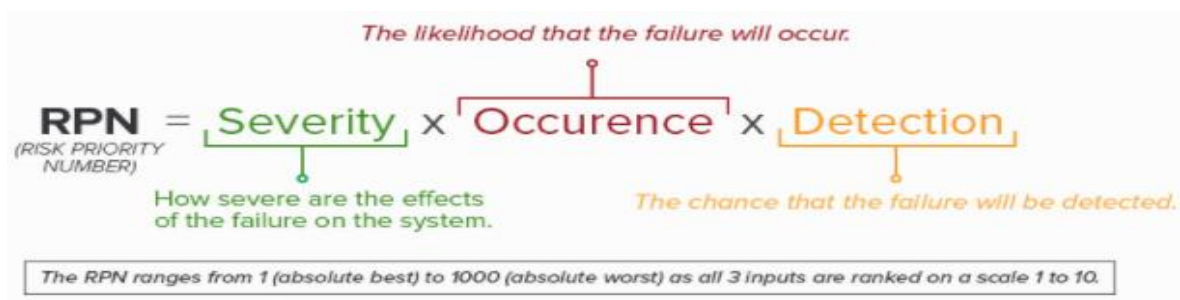 The likelihood that the failure will occur.
RPN = Severity x Occurence x Detection
(RISK PRIORITY
NUMBER)
How severe are the effects
of the failure on the system.
The chance that the failure will be detected.
The RPN ranges from 1 (absolute best) to 1000 (absolute worst) as all 3 inputs are ranked on a scale 1 to 10.